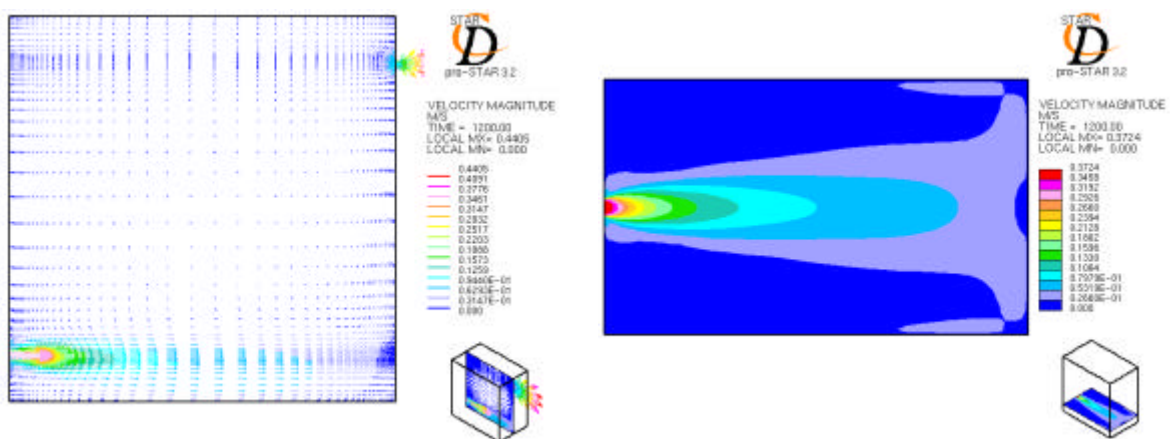 STAR
CD
pro-STAR 3.2
VELOCITY MAGNITUDE
M/S
TIME = 1200.00
LOCAL MX= 0.4405
LOCAL MN= 0.000
0.4405
0.4091
0.3776
0.3461
0.3147
0.2832
0.2517
0.2203
0.1888
0.1573
0.1259
0.9440E-01
0.6293E-01
0.3147E-01
0.000
STAR
CD
pro-STAR 3.2
VELOCITY MAGNITUDE
M/S
TIME = 1200.00
LOCAL MX= 0.3724
LOCAL MN= 0.000
0.3724
0.3458
0.3192
0.2926
0.2660
0.2394
0.2128
0.1862
0.1596
0.1330
0.1064
0.7979E-01
0.5319E-01
0.2660E-01
0.000